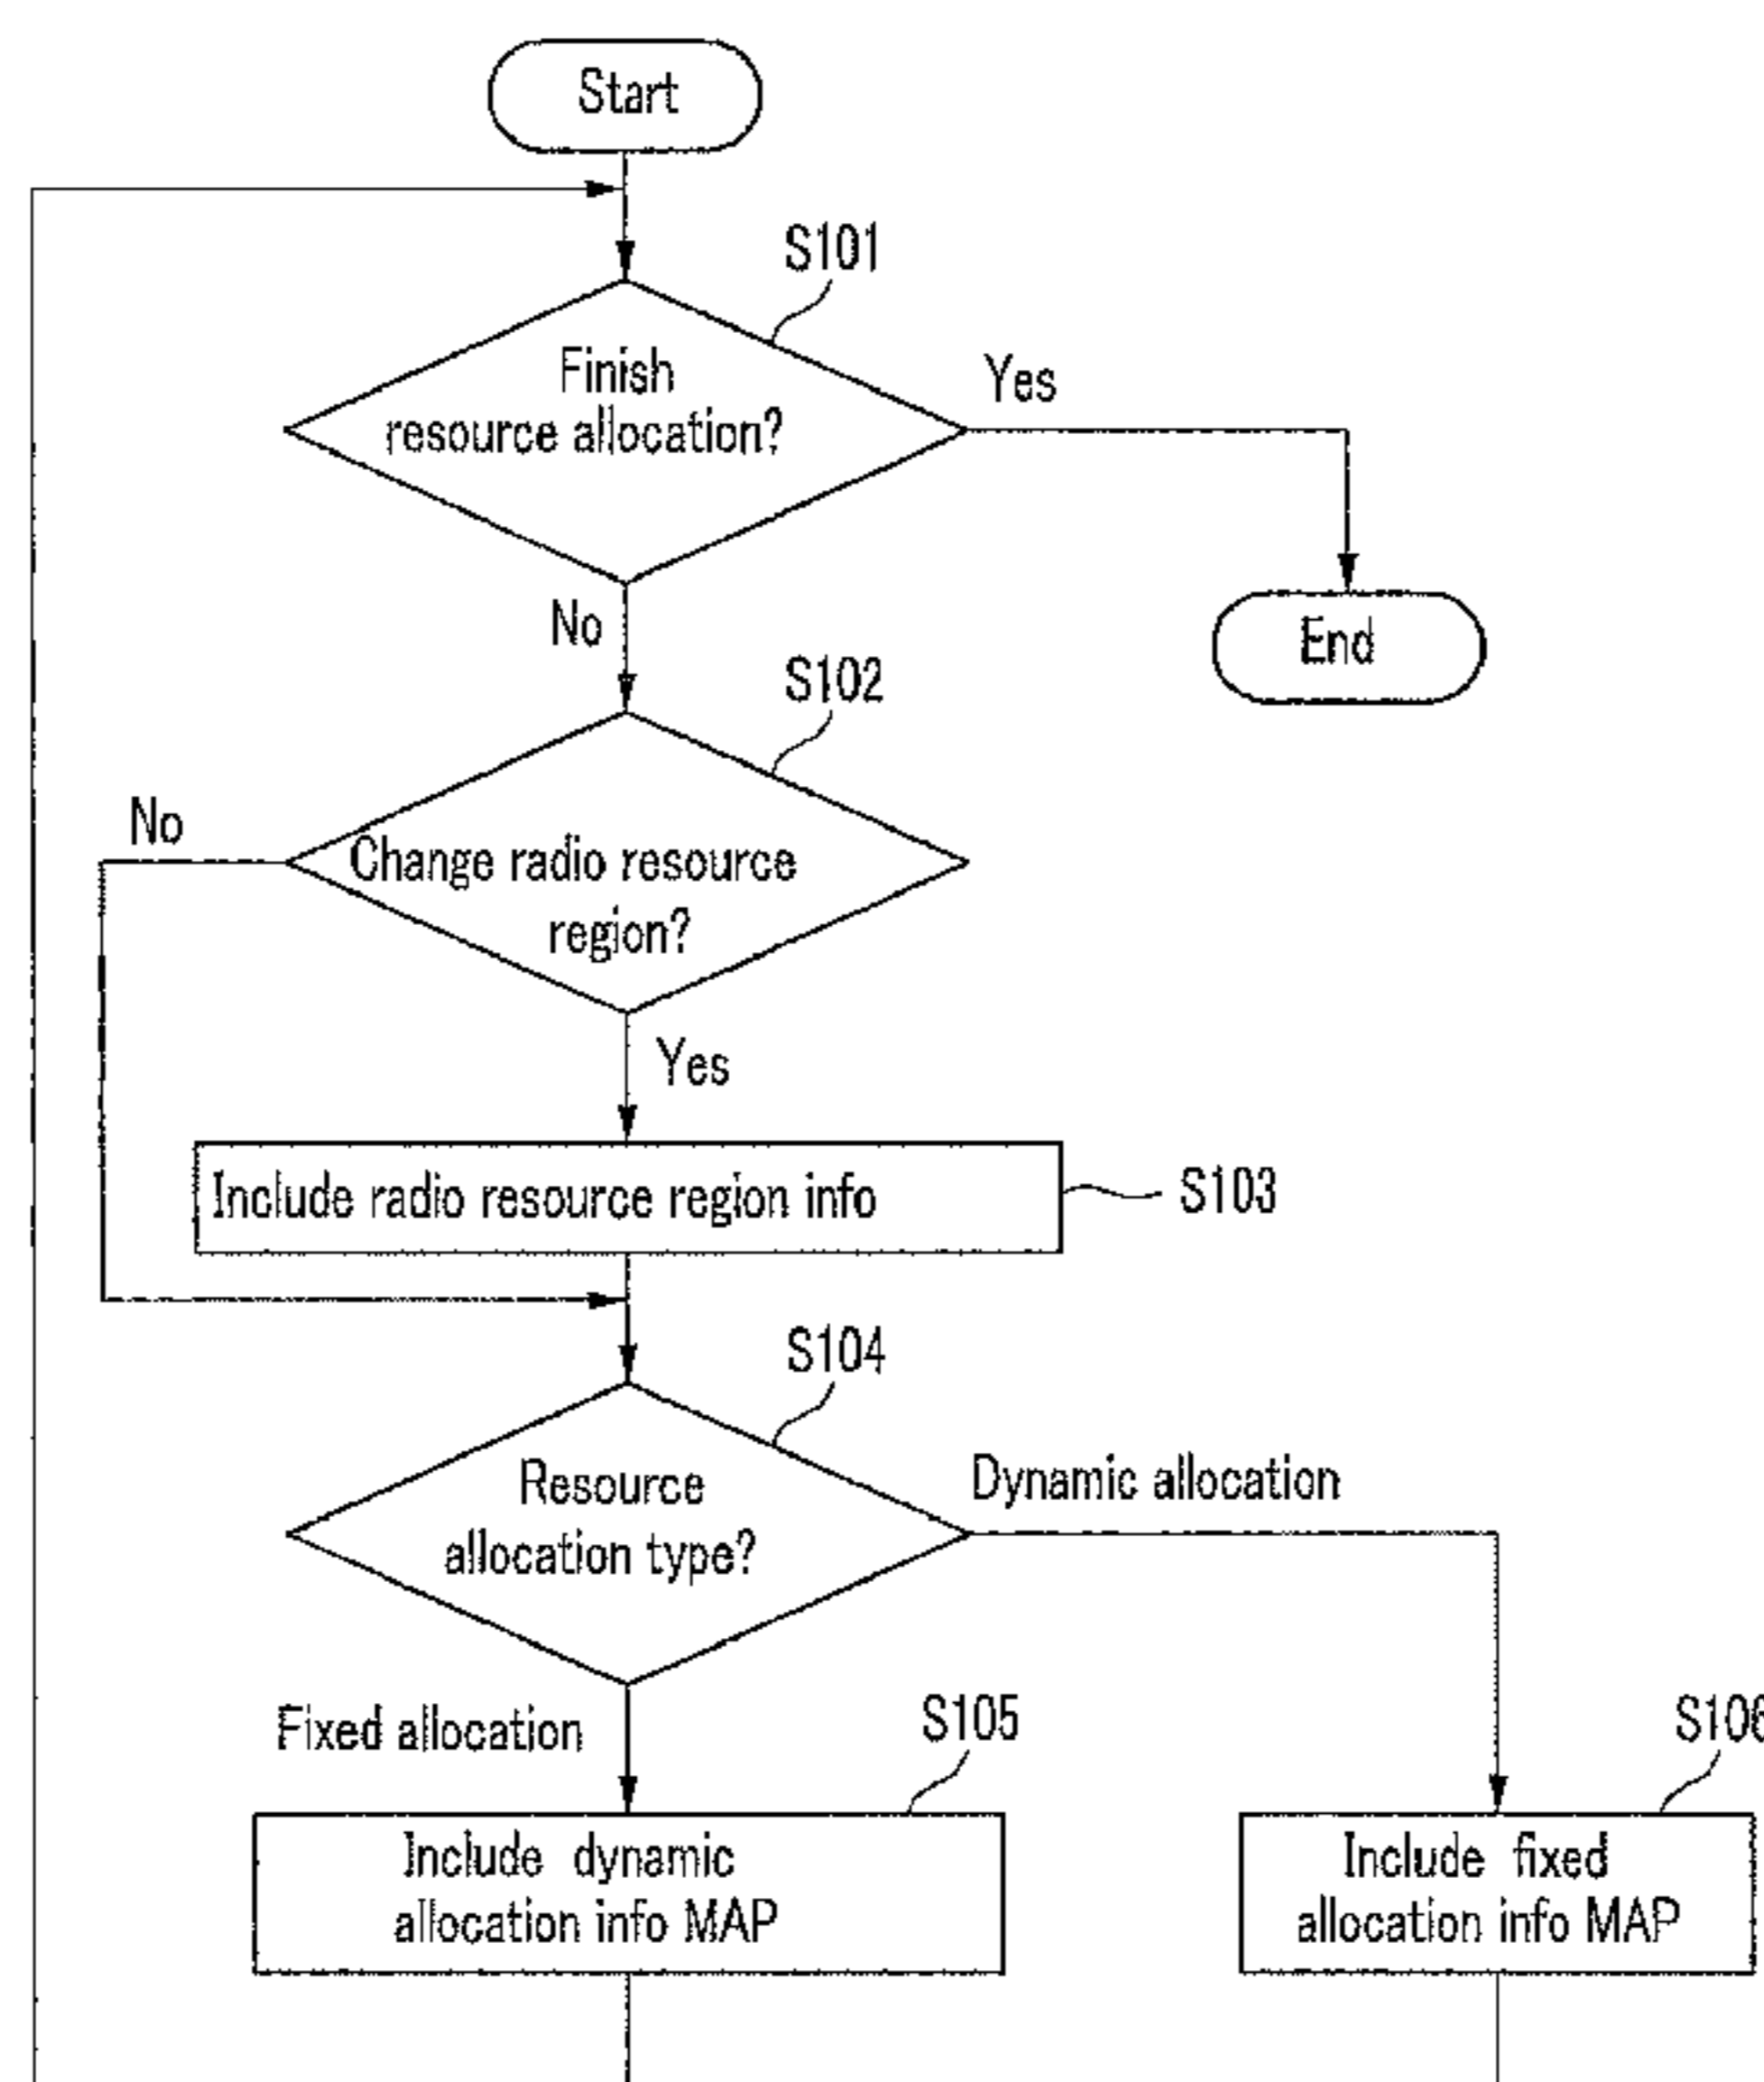 Start
S101
Finish
resource allocation?
Yes
No
End
S102
No
Change radio resource
region?
Yes
Include radio resource region info
S103
S104
Resource
allocation type?
Dynamic allocation
Fixed allocation
S105
S106
Include dynamic
allocation info MAP
Include fixed
allocation info MAP